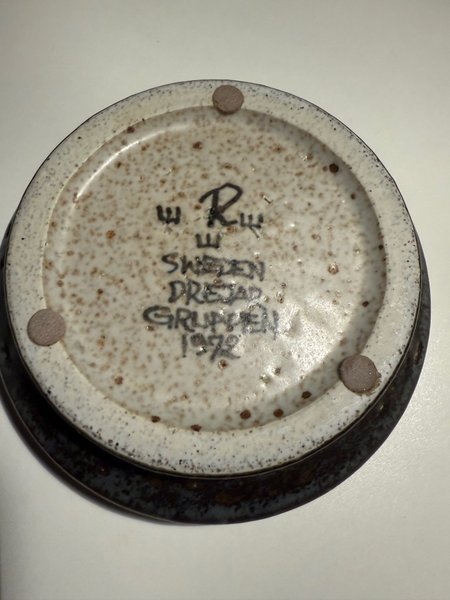 R
SWEDEN
DREJAR
GRUPPEN
1972